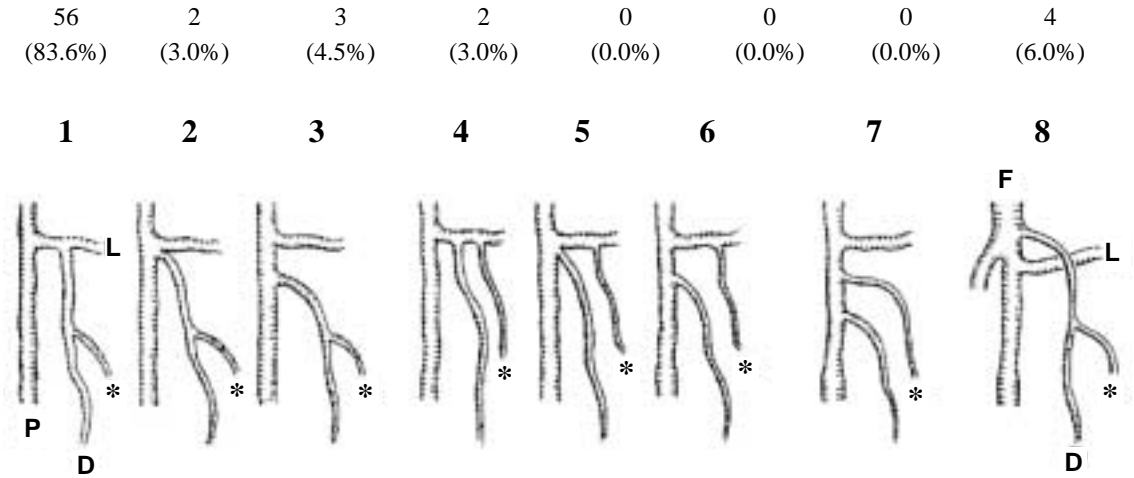 56 2 3 2 0 0 0 4
(83.6%) (3.0%) (4.5%) (3.0%) (0.0%) (0.0%) (0.0%) (6.0%)
1 2 3 4 5 6 7 8
F
L L
* * * * * * * *
P
D D